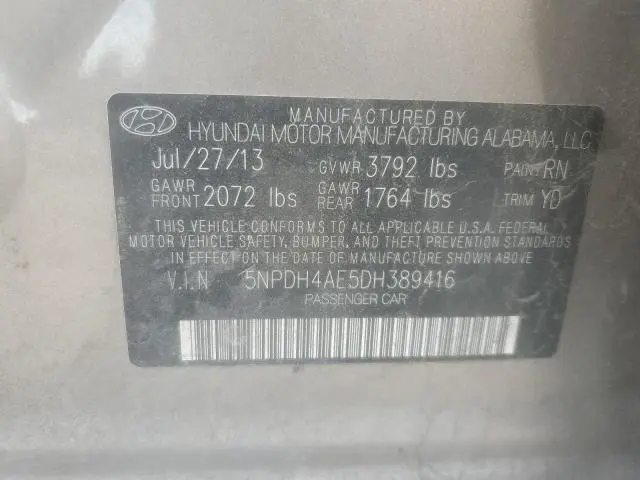 MANUFACTURED BY
HYUNDAI MOTOR MANUFACTURING ALABAMA, LLC
Jul/27/13 GVWR 3792 lbs PAINT RN
GAWR FRONT 2072 lbs GAWR REAR 1764 lbs TRIM YD
THIS VEHICLE CONFORMS TO ALL APPLICABLE U.S.A. FEDERAL
MOTOR VEHICLE SAFETY, BUMPER, AND THEFT PREVENTION STANDARDS
IN EFFECT ON THE DATE OF MANUFACTURE SHOWN ABOVE
V.I.N 5NPDH4AE5DH389416
PASSENGER CAR